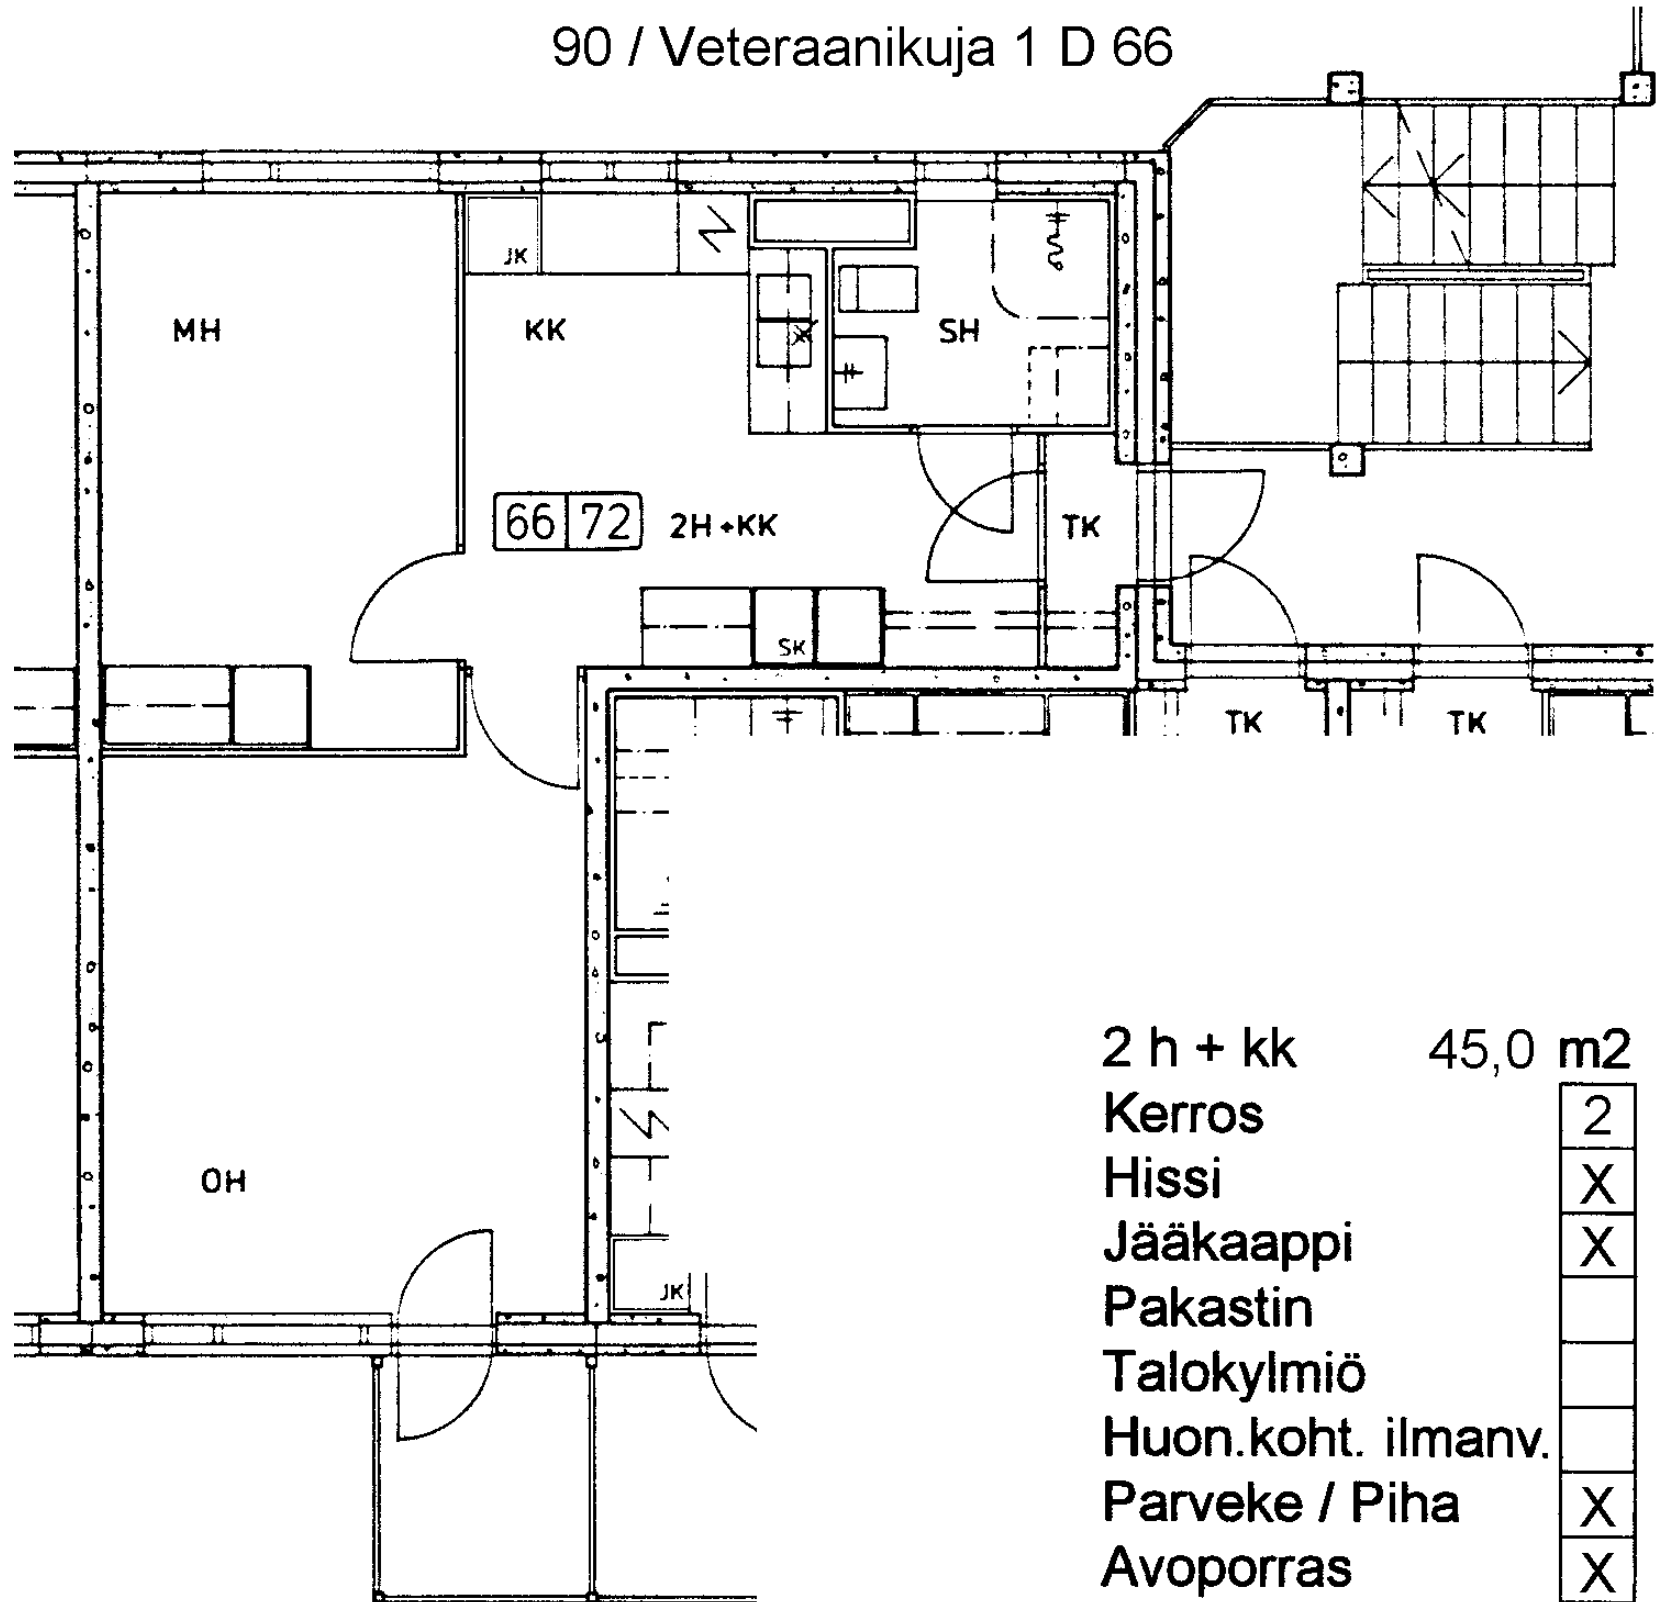 90 / Veteraanikuja 1 D 66
JK
MH
KK
SH
66 72 2H+KK
TK
SK
TK
TK
OH
JK
2 h + kk 45,0 m2
Kerros 2
Hissi X
Jääkaappi X
Pakastin
Talokylmiö
Huon.koht. ilmanv.
Parveke / Piha X
Avoporras X